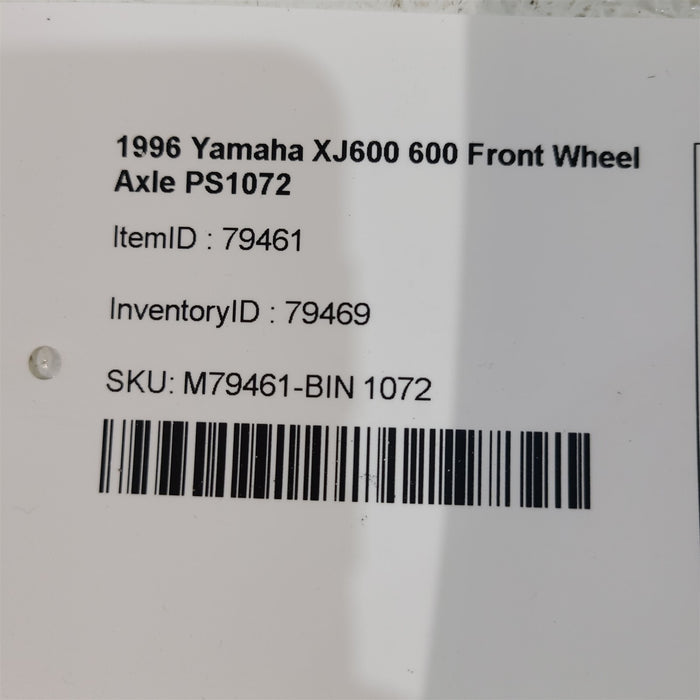 1996 Yamaha XJ600 600 Front Wheel
Axle PS1072
ItemID : 79461
InventoryID : 79469
SKU: M79461-BIN 1072